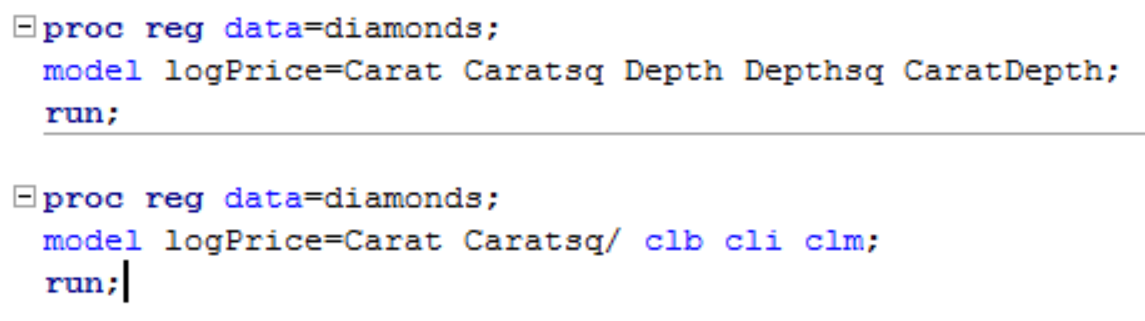 proc reg data=diamonds;
model logPrice=Carat Caratsq Depth Depthsq CaratDepth;
run;
proc reg data=diamonds;
model logPrice=Carat Caratsq/ clb cli clm;
run;